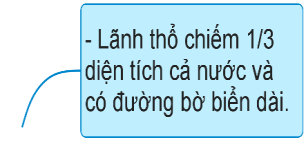 - Lãnh thổ chiếm 1/3
diện tích cả nước và
có đường bờ biển dài.